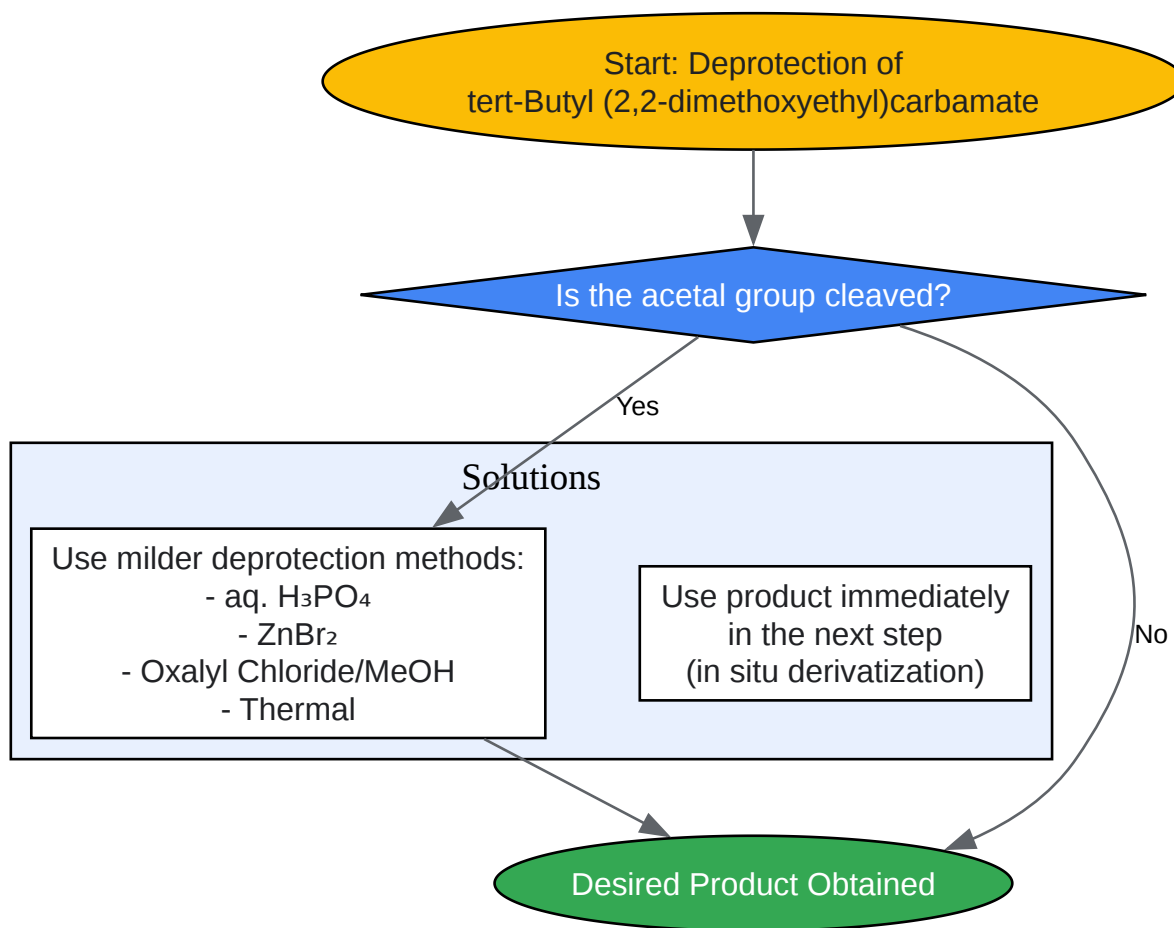 Start: Deprotection of
tert-Butyl (2,2-dimethoxyethyl)carbamate
Is the acetal group cleaved?
Yes
Solutions
Use milder deprotection methods:
- aq. H₃PO₄
- ZnBr₂
- Oxalyl Chloride/MeOH
- Thermal
Use product immediately
in the next step
(in situ derivatization)
No
Desired Product Obtained